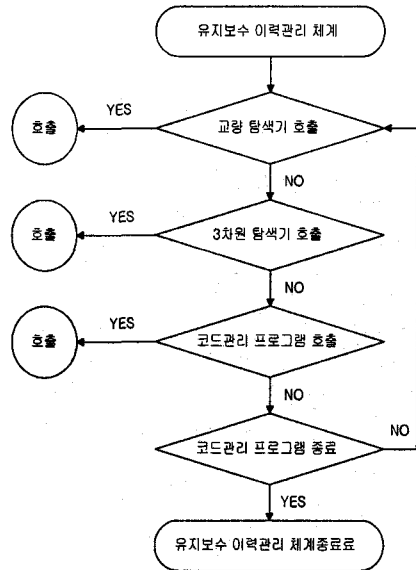 유지보수 이력관리 체계
YES
호출
교량 탐색기 호출
NO
YES
호출
3차원 탐색기 호출
NO
YES
호출
코드관리 프로그램 호출
NO
코드관리 프로그램 종료
NO
YES
유지보수 이력관리 체계종료료